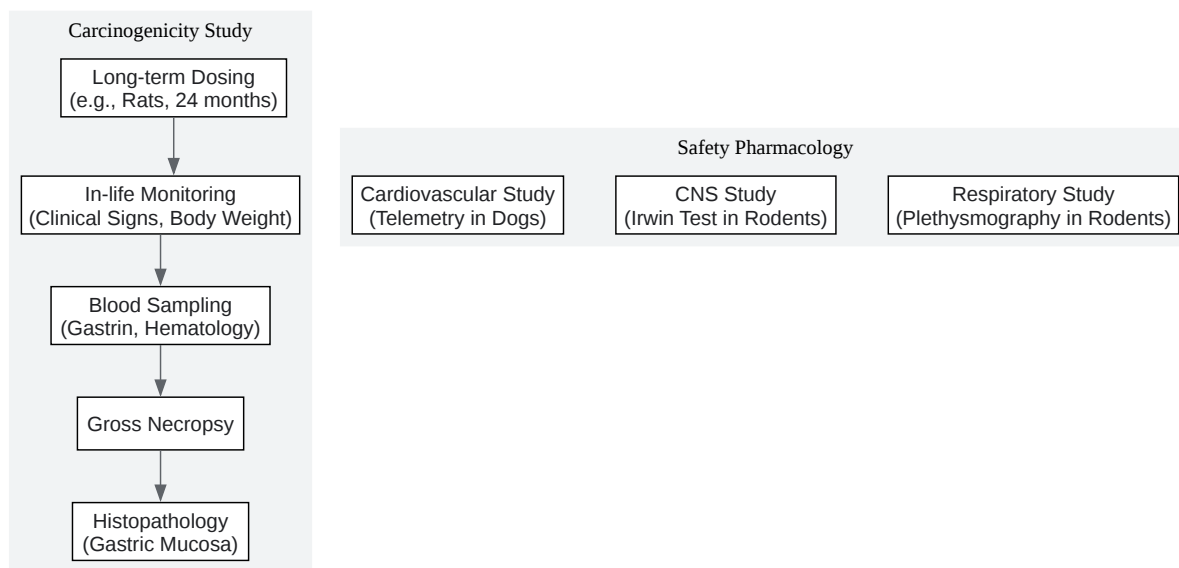 Carcinogenicity Study
Long-term Dosing
(e.g., Rats, 24 months)
In-life Monitoring
(Clinical Signs, Body Weight)
Blood Sampling
(Gastrin, Hematology)
Gross Necropsy
Histopathology
(Gastric Mucosa)
Safety Pharmacology
Cardiovascular Study
(Telemetry in Dogs)
CNS Study
(Irwin Test in Rodents)
Respiratory Study
(Plethysmography in Rodents)